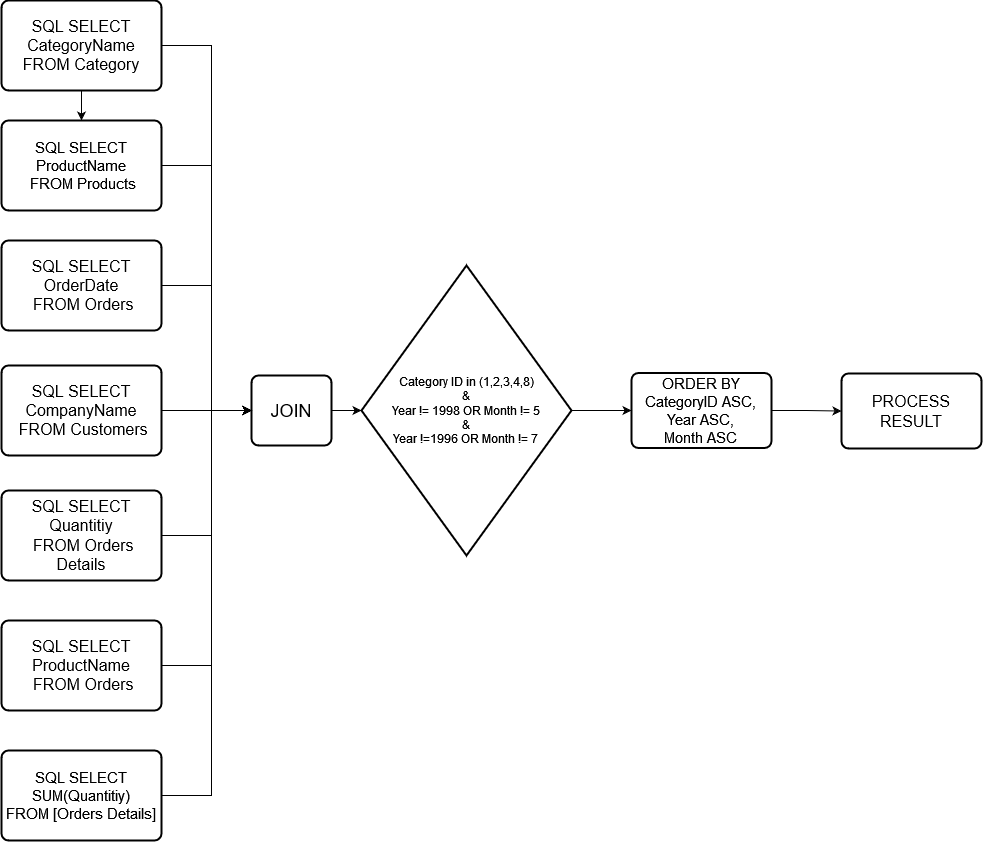 SQL SELECT
CategoryName
FROM Category
SQL SELECT
ProductName
FROM Products
SQL SELECT
OrderDate
FROM Orders
SQL SELECT
CompanyName
FROM Customers
SQL SELECT
Quantitiy
FROM Orders
Details
SQL SELECT
ProductName
FROM Orders
SQL SELECT
SUM(Quantitiy)
FROM [Orders Details]
JOIN
Category ID in (1,2,3,4,8)
&
Year != 1998 OR Month != 5
&
Year !=1996 OR Month != 7
ORDER BY
CategoryID ASC,
Year ASC,
Month ASC
PROCESS
RESULT